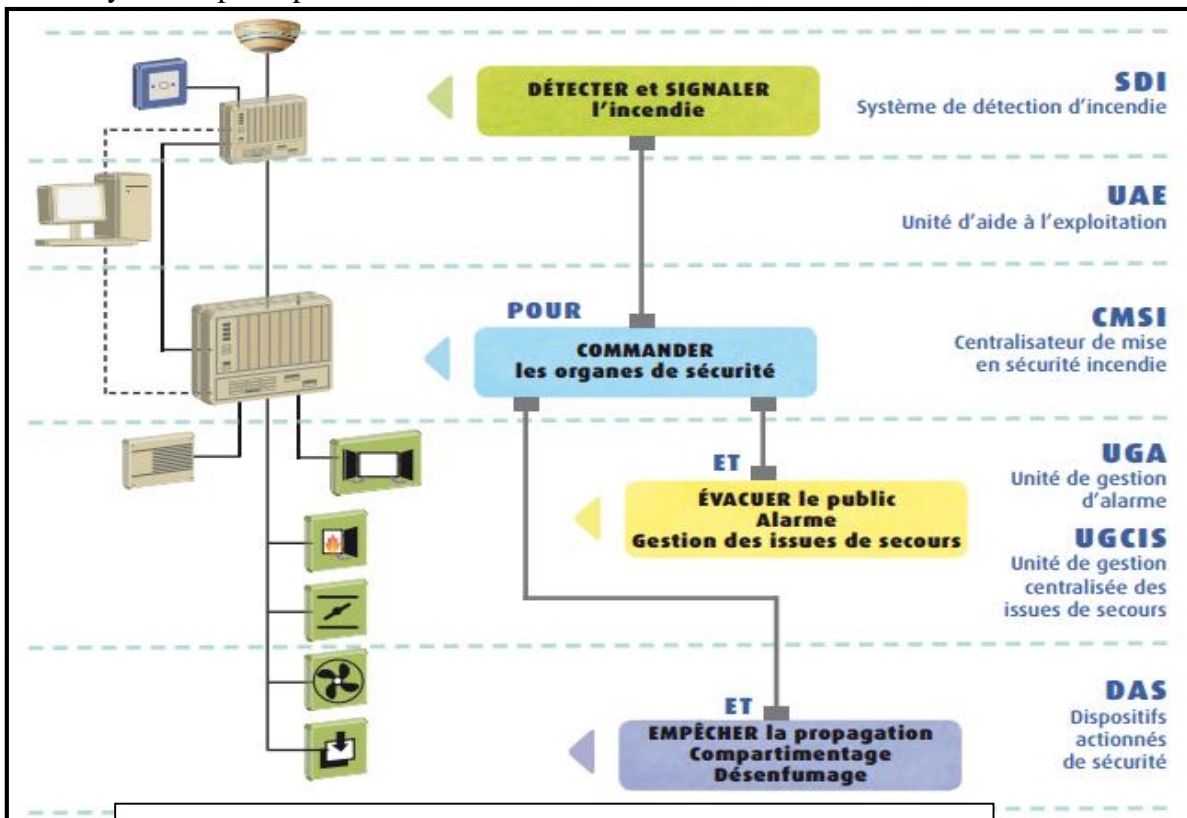 DÉTECTER et SIGNALER
l'incendie
SDI
Système de détection d'incendie
UAE
Unité d'aide à l'exploitation
POUR
COMMANDER
les organes de sécurité
CMSI
Centralisateur de mise
en sécurité incendie
ET
ÉVACUER le public
Alarme
Gestion des issues de secours
UGA
Unité de gestion
d'alarme
UGCIS
Unité de gestion
centralisée des
issues de secours
ET
EMPÊCHER la propagation
Compartimentage
Désenfumage
DAS
Dispositifs
actionnés
de sécurité